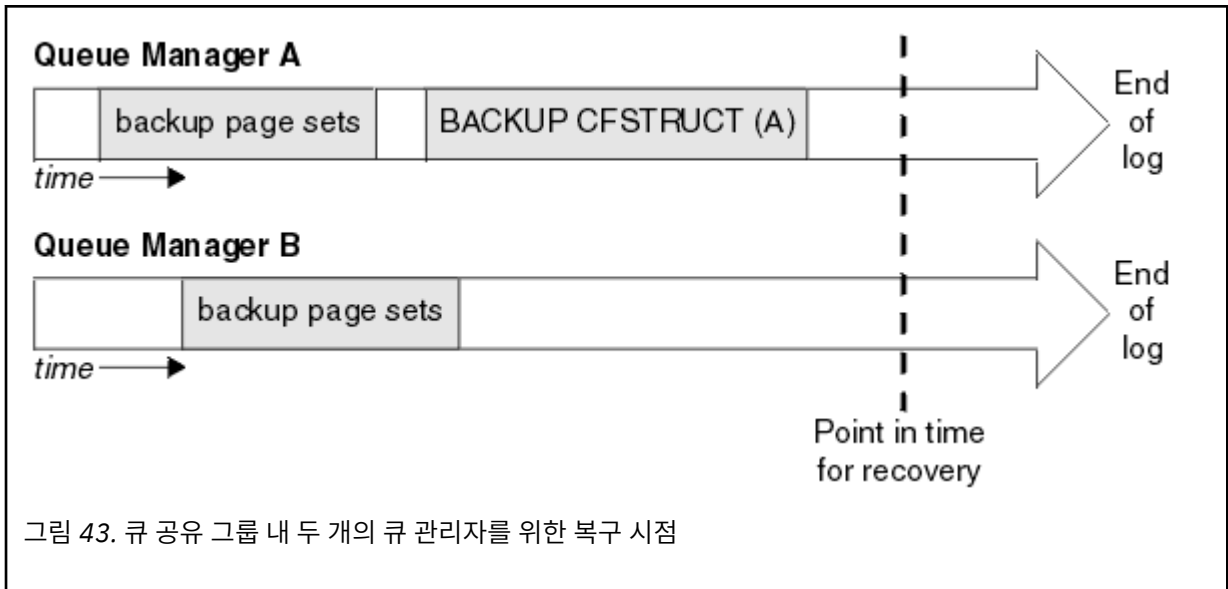 Queue Manager A
backup page sets
BACKUP CFSTRUCT (A)
End
of
log
time
Queue Manager B
backup page sets
End
of
log
time
Point in time
for recovery
그림 43. 큐 공유 그룹 내 두 개의 큐 관리자를 위한 복구 시점